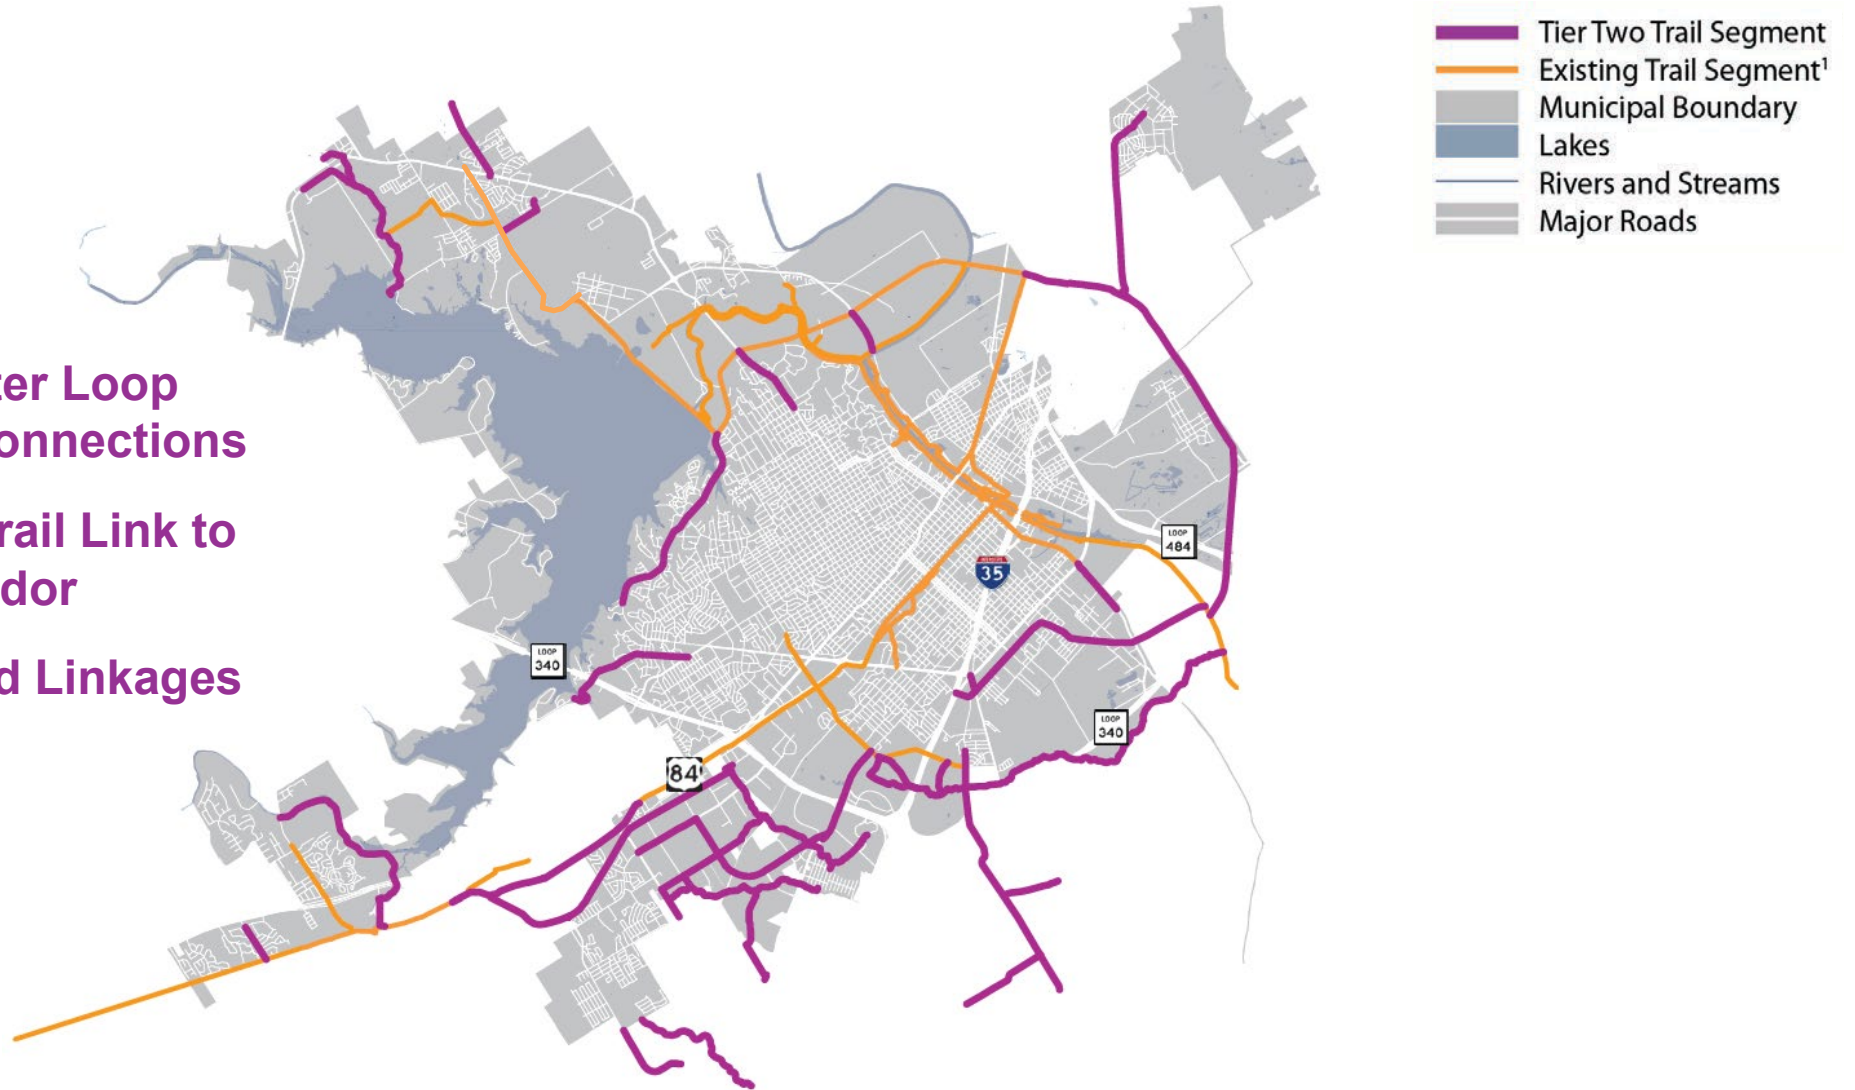 Tier Two Trail Segment
Existing Trail Segment¹
Municipal Boundary
Lakes
Rivers and Streams
Major Roads
ter Loop
onnections
rail Link to
dor
d Linkages
LOOP
484
35
LOOP
340
LOOP
340
84